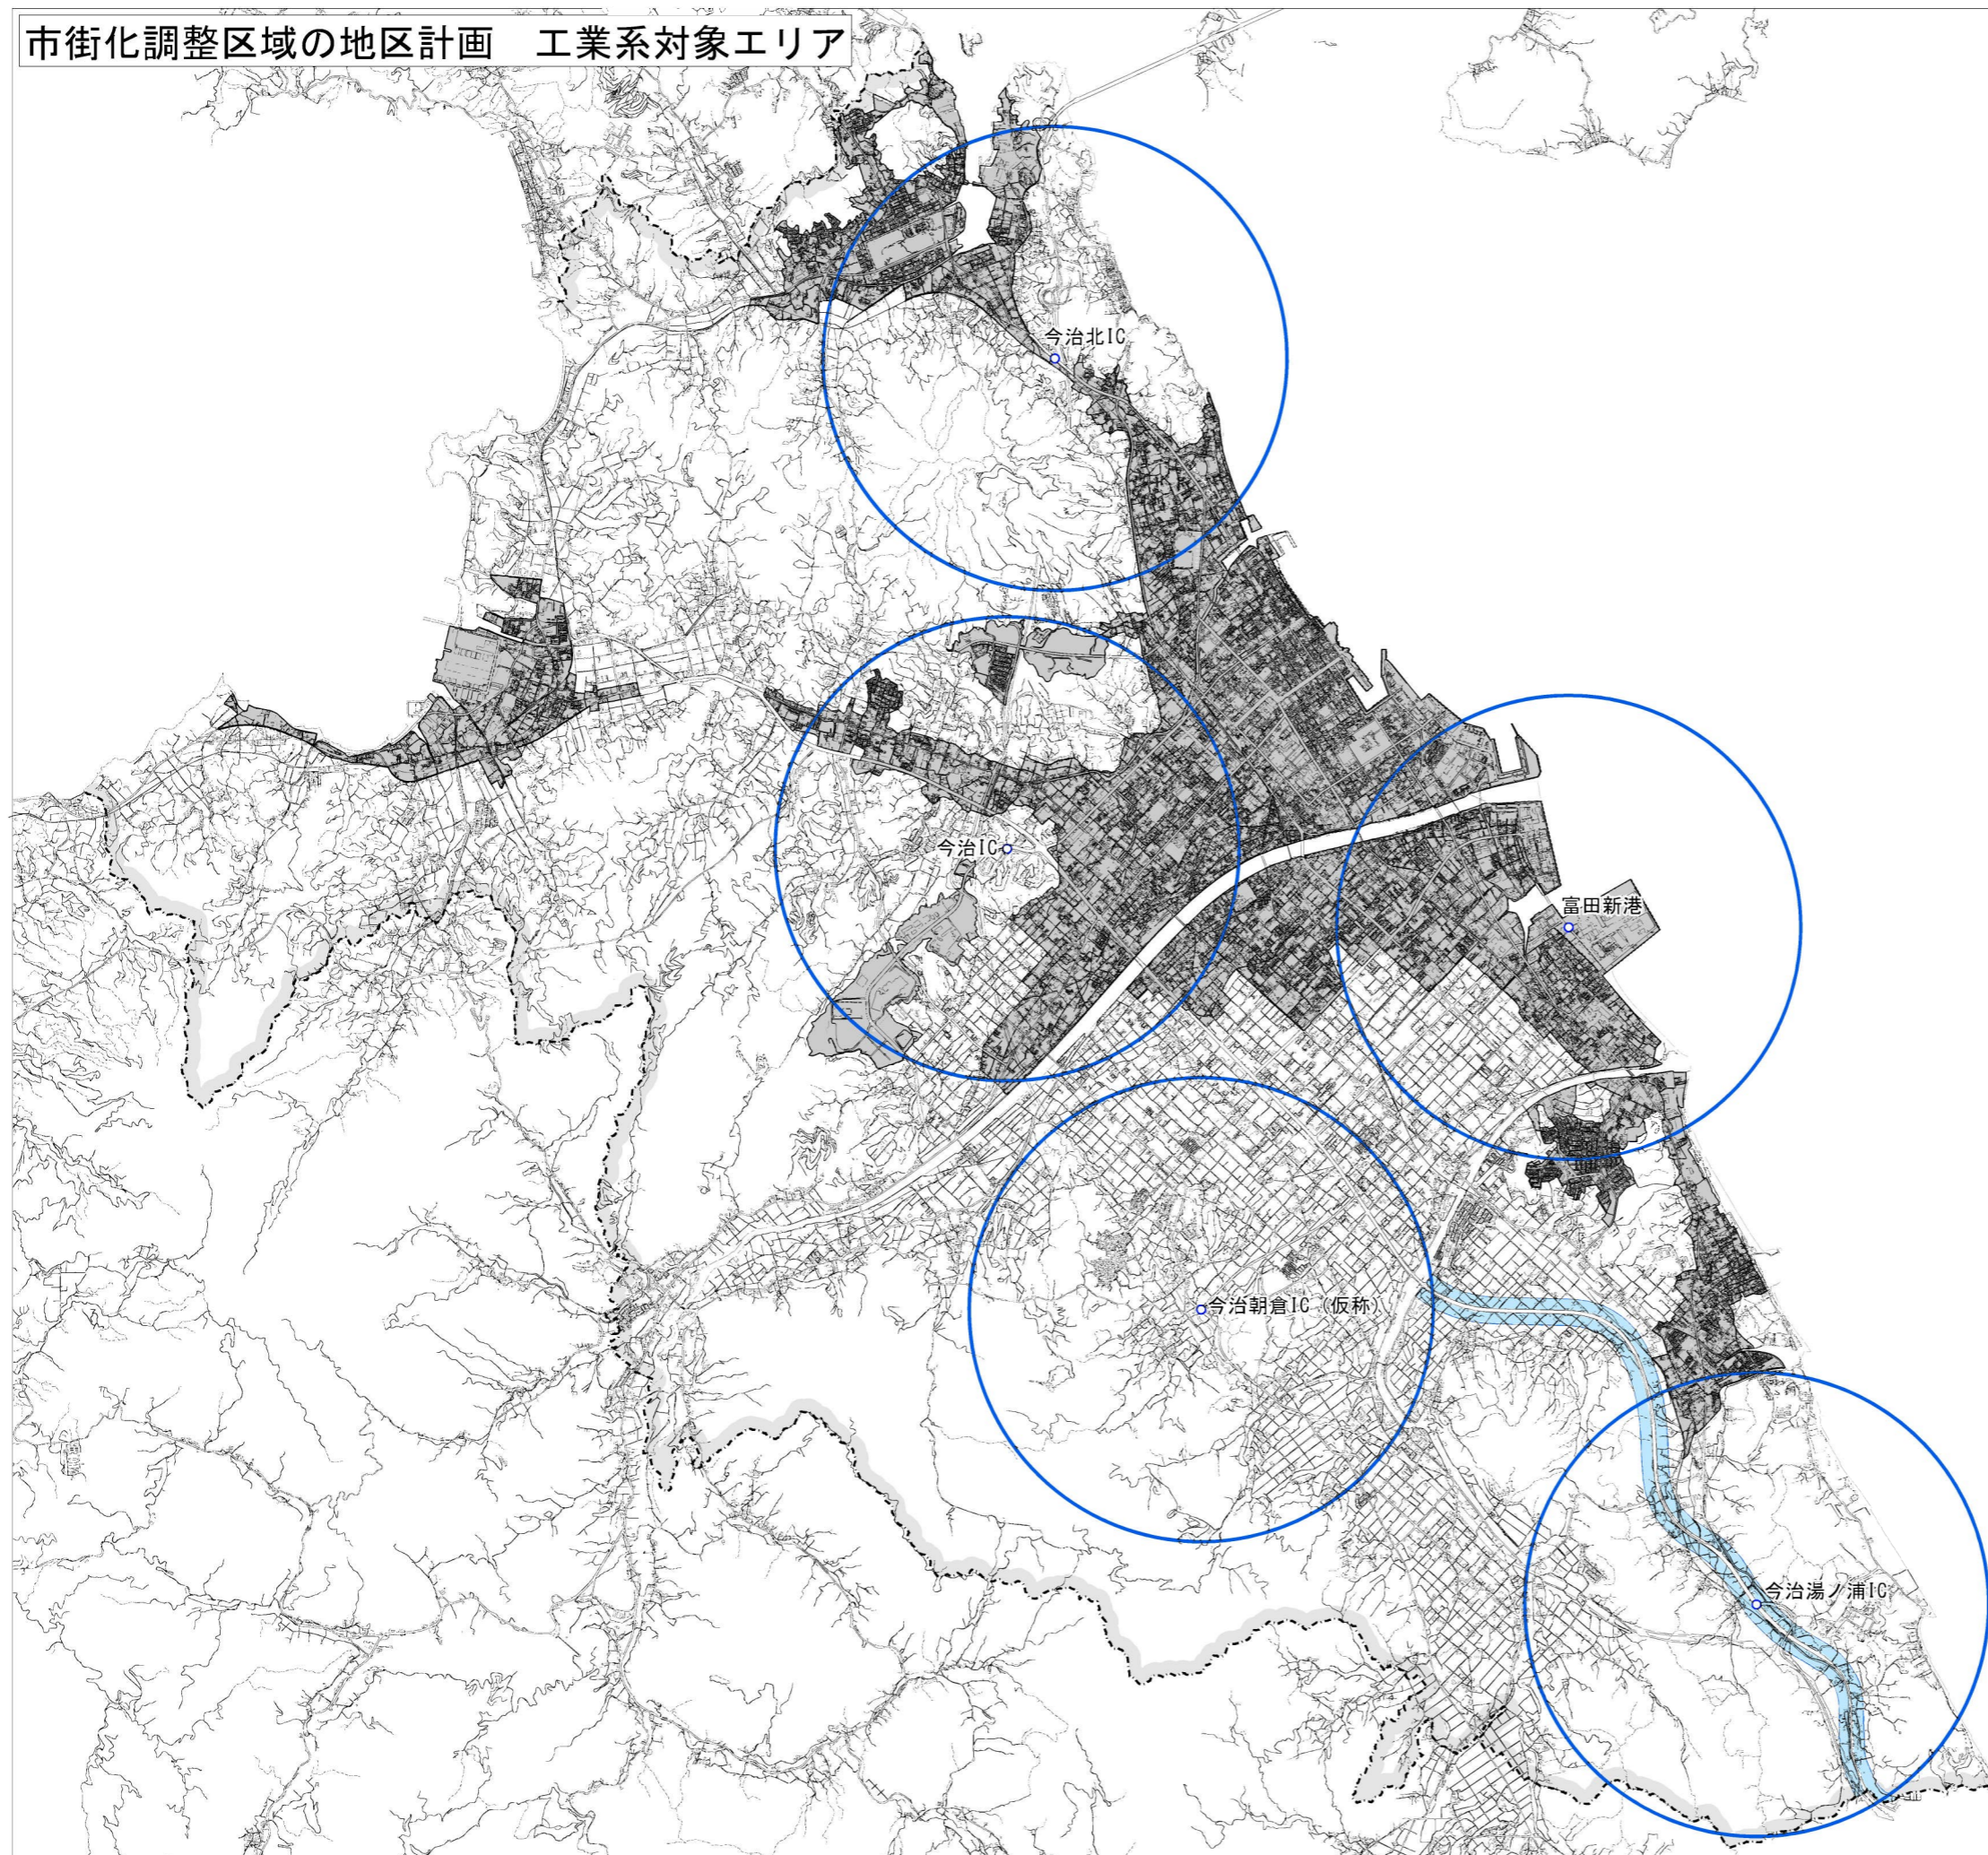 市街化調整区域の地区計画　工業系対象エリア
今治北IC
今治IC
富田新港
今治朝倉IC（仮称）
今治湯ノ浦IC